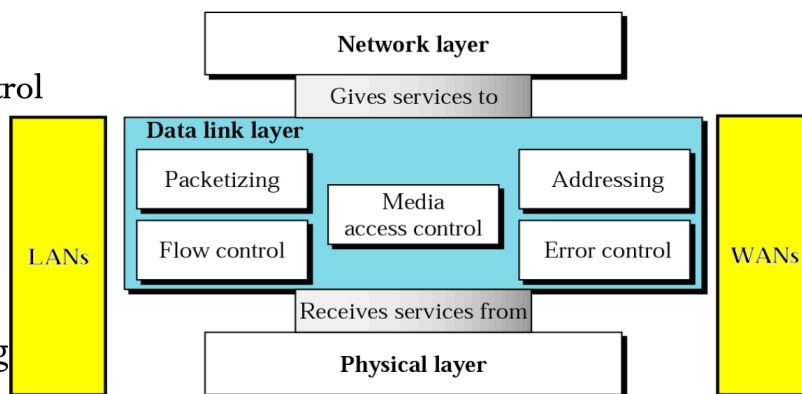 Network layer
trol
Gives services to
Data link layer
Packetizing
Addressing
Media
access control
Flow control
Error control
LANs
WANs
Receives services from
g
Physical layer